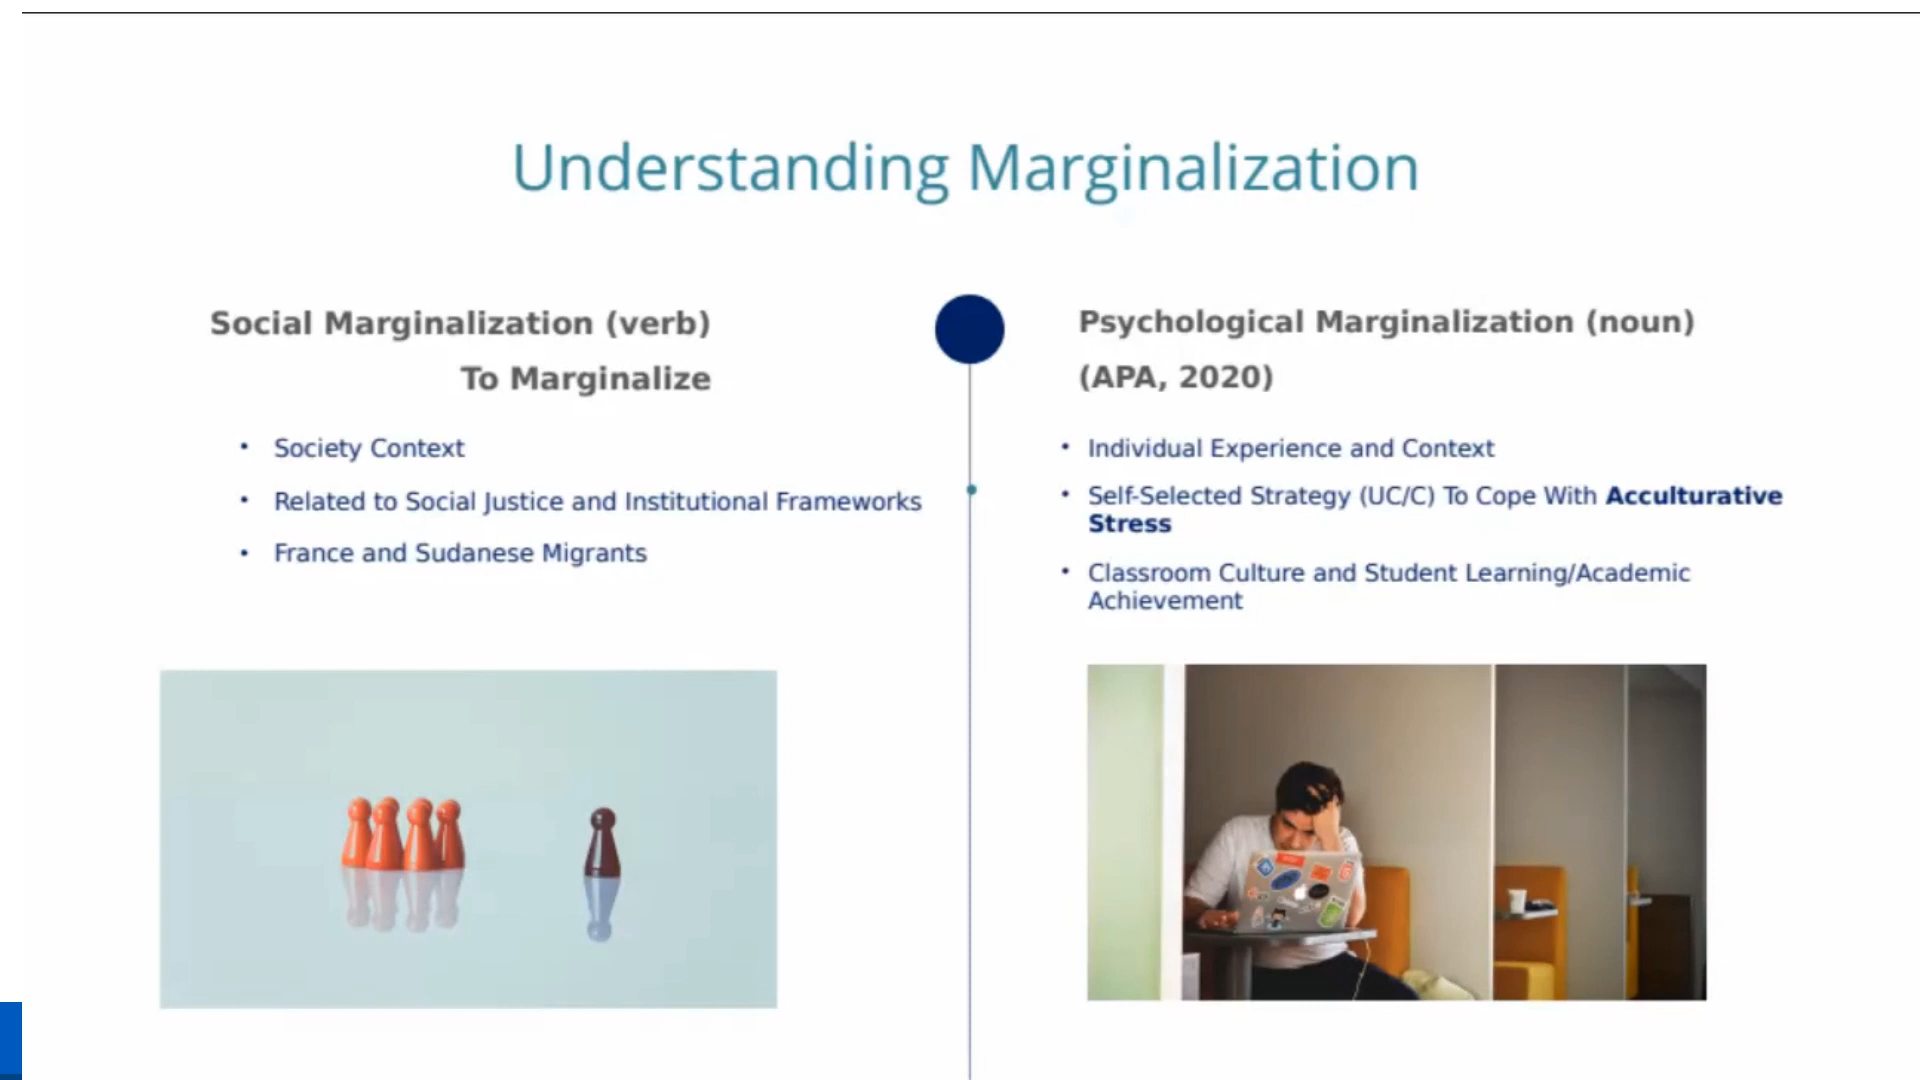 Understanding Marginalization
Social Marginalization (verb)
To Marginalize
• Society Context
• Related to Social Justice and Institutional Frameworks
• France and Sudanese Migrants
Psychological Marginalization (noun)
(APA, 2020)
• Individual Experience and Context
• Self-Selected Strategy (UC/C) To Cope With Acculturative
Stress
• Classroom Culture and Student Learning/Academic
Achievement